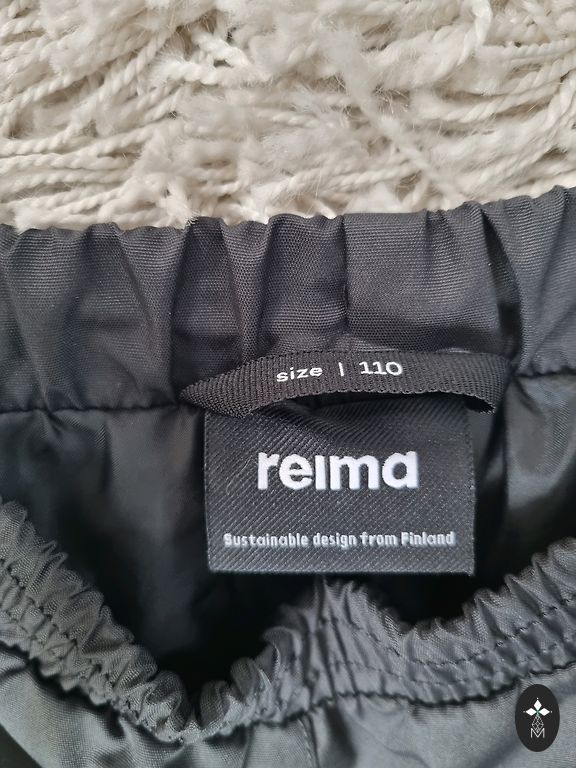 size | 110
reima
Sustainable design from Finland
M